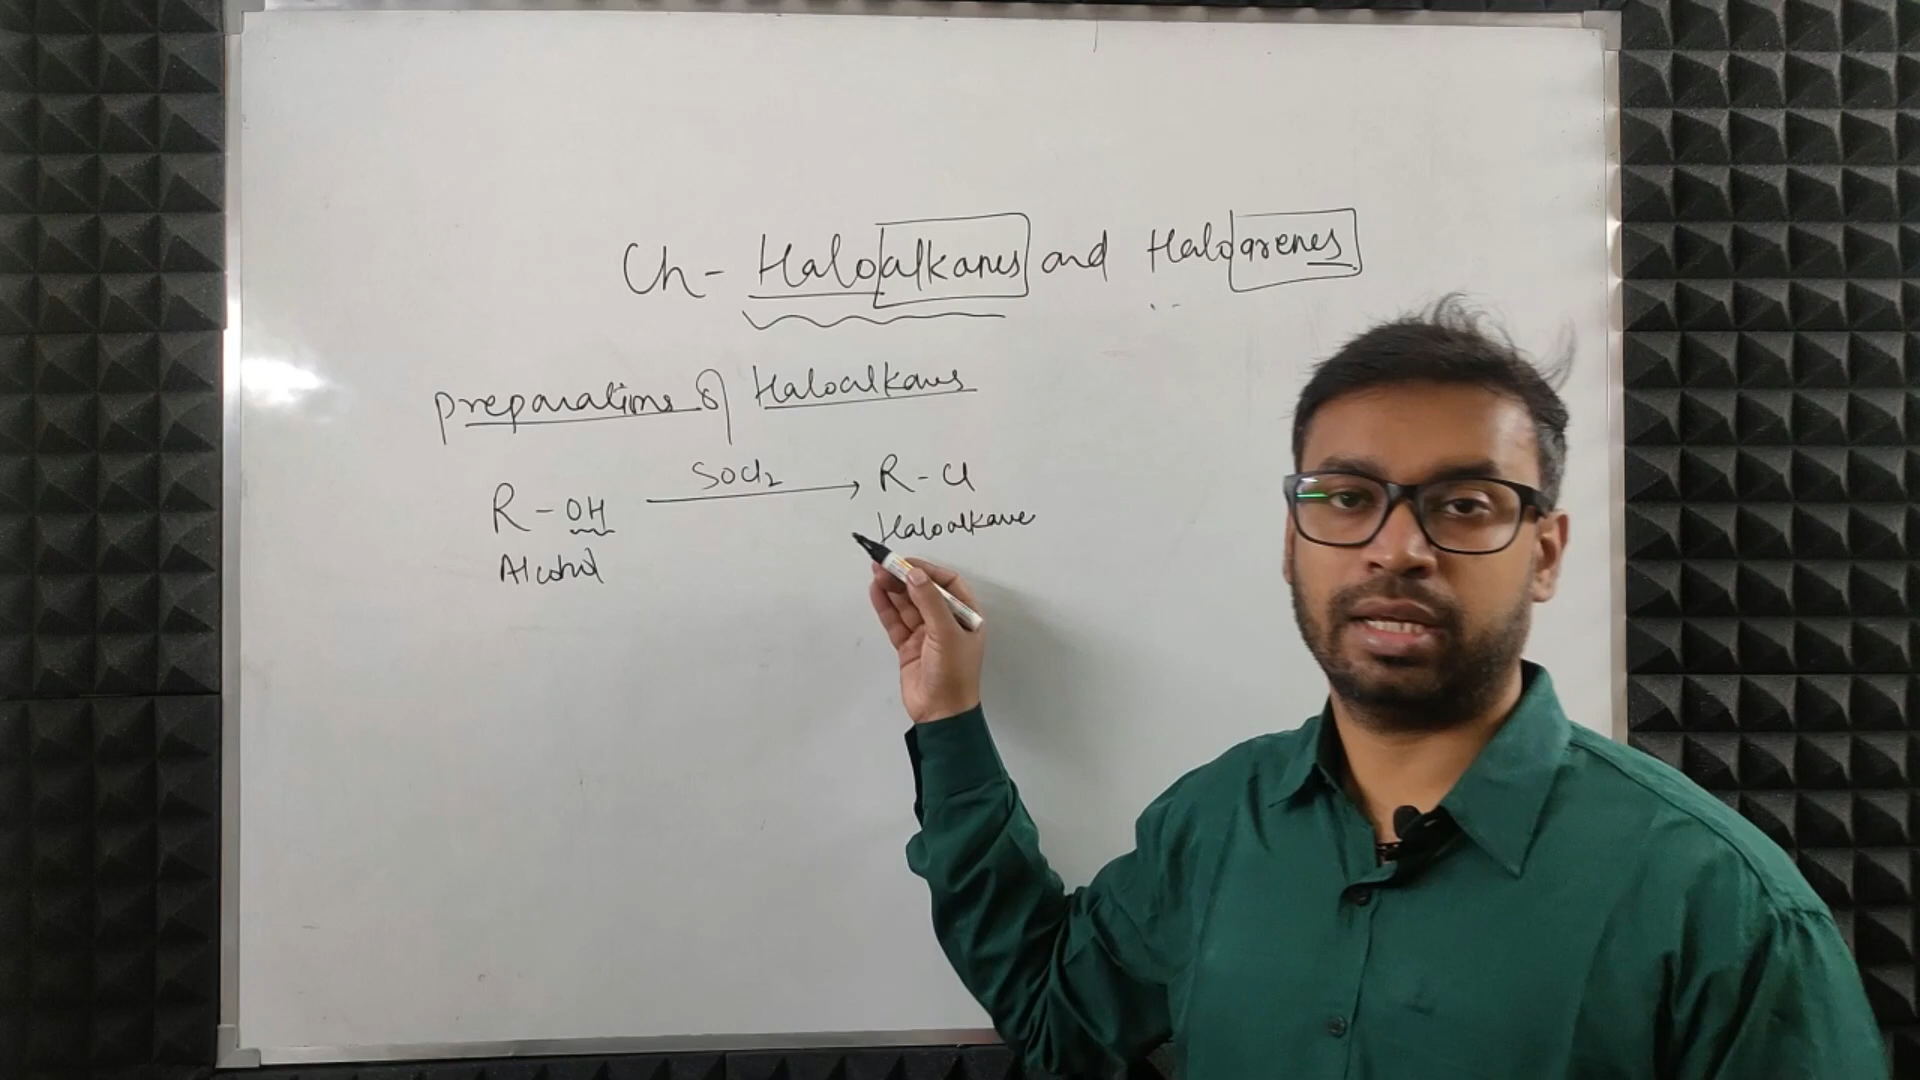 Ch- Haloalkanes and Haloarenes
preparations of Haloalkanes
R-OH SOCl2 R-Cl
Alcohol Haloalkane